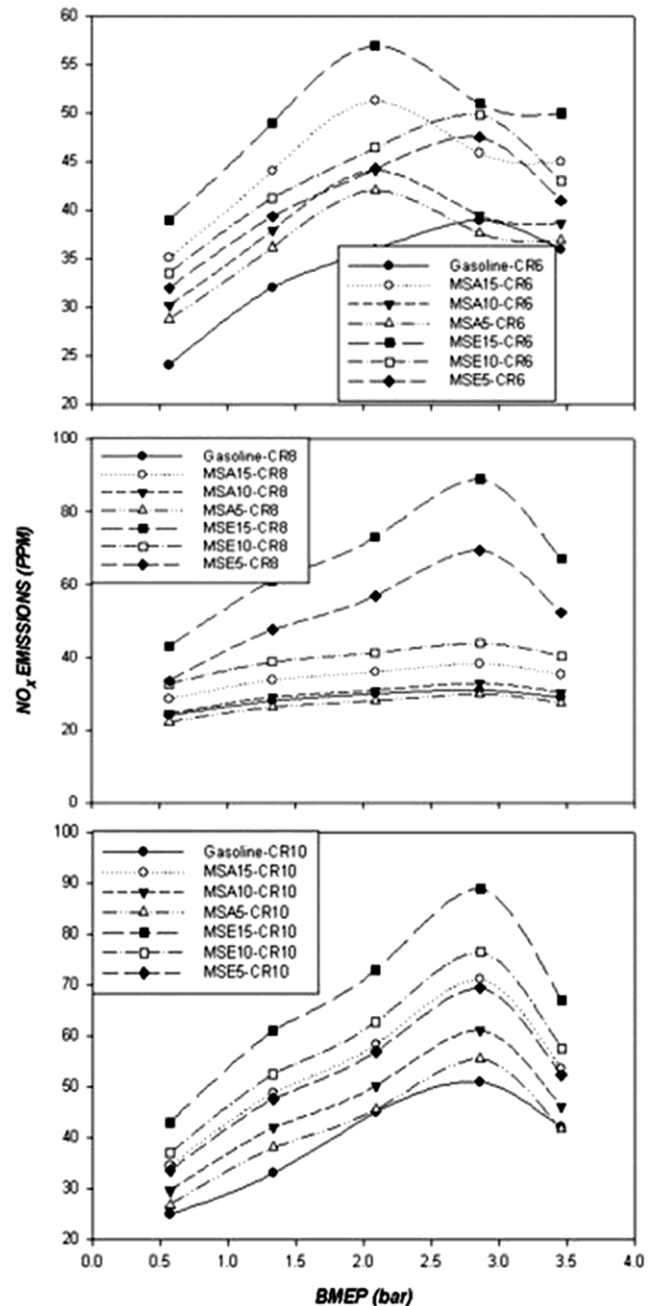 60
55
50
45
40
35
30
25
20
Gasoline-CR6
MSA15-CR6
MSA10-CR6
MSA5-CR6
MSE15-CR6
MSE10-CR6
MSE5-CR6
NOX EMISSIONS (PPM)
100
80
60
40
20
0
Gasoline-CR8
MSA15-CR8
MSA10-CR8
MSA5-CR8
MSE15-CR8
MSE10-CR8
MSE5-CR8
100
90
80
70
60
50
40
30
20
Gasoline-CR10
MSA15-CR10
MSA10-CR10
MSA5-CR10
MSE15-CR10
MSE10-CR10
MSE5-CR10
0.0 0.5 1.0 1.5 2.0 2.5 3.0 3.5 4.0
BMEP (bar)